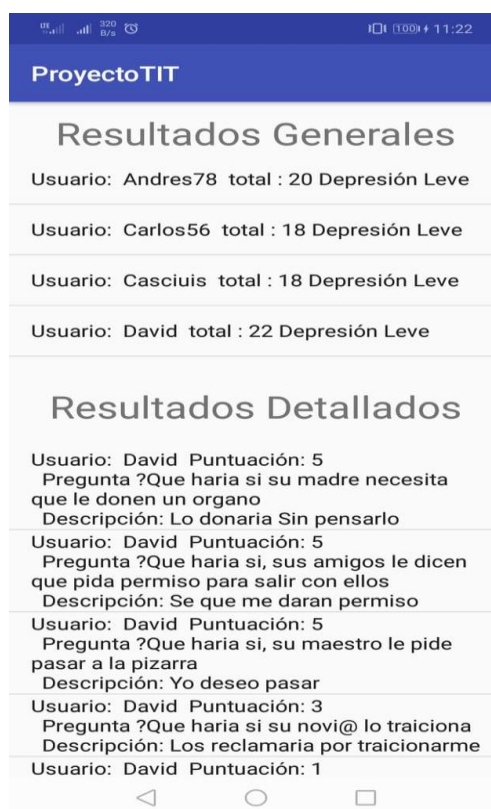 LTE 320 B/s 100 11:22
ProyectoTIT
Resultados Generales
Usuario: Andres78 total : 20 Depresión Leve
Usuario: Carlos56 total : 18 Depresión Leve
Usuario: Casciuis total : 18 Depresión Leve
Usuario: David total : 22 Depresión Leve
Resultados Detallados
Usuario: David Puntuación: 5
Pregunta ?Que haria si su madre necesita
que le donen un organo
Descripción: Lo donaria Sin pensarlo
Usuario: David Puntuación: 5
Pregunta ?Que haria si, sus amigos le dicen
que pida permiso para salir con ellos
Descripción: Se que me daran permiso
Usuario: David Puntuación: 5
Pregunta ?Que haria si, su maestro le pide
pasar a la pizarra
Descripción: Yo deseo pasar
Usuario: David Puntuación: 3
Pregunta ?Que haria si su novi@ lo traiciona
Descripción: Los reclamaria por traicionarme
Usuario: David Puntuación: 1